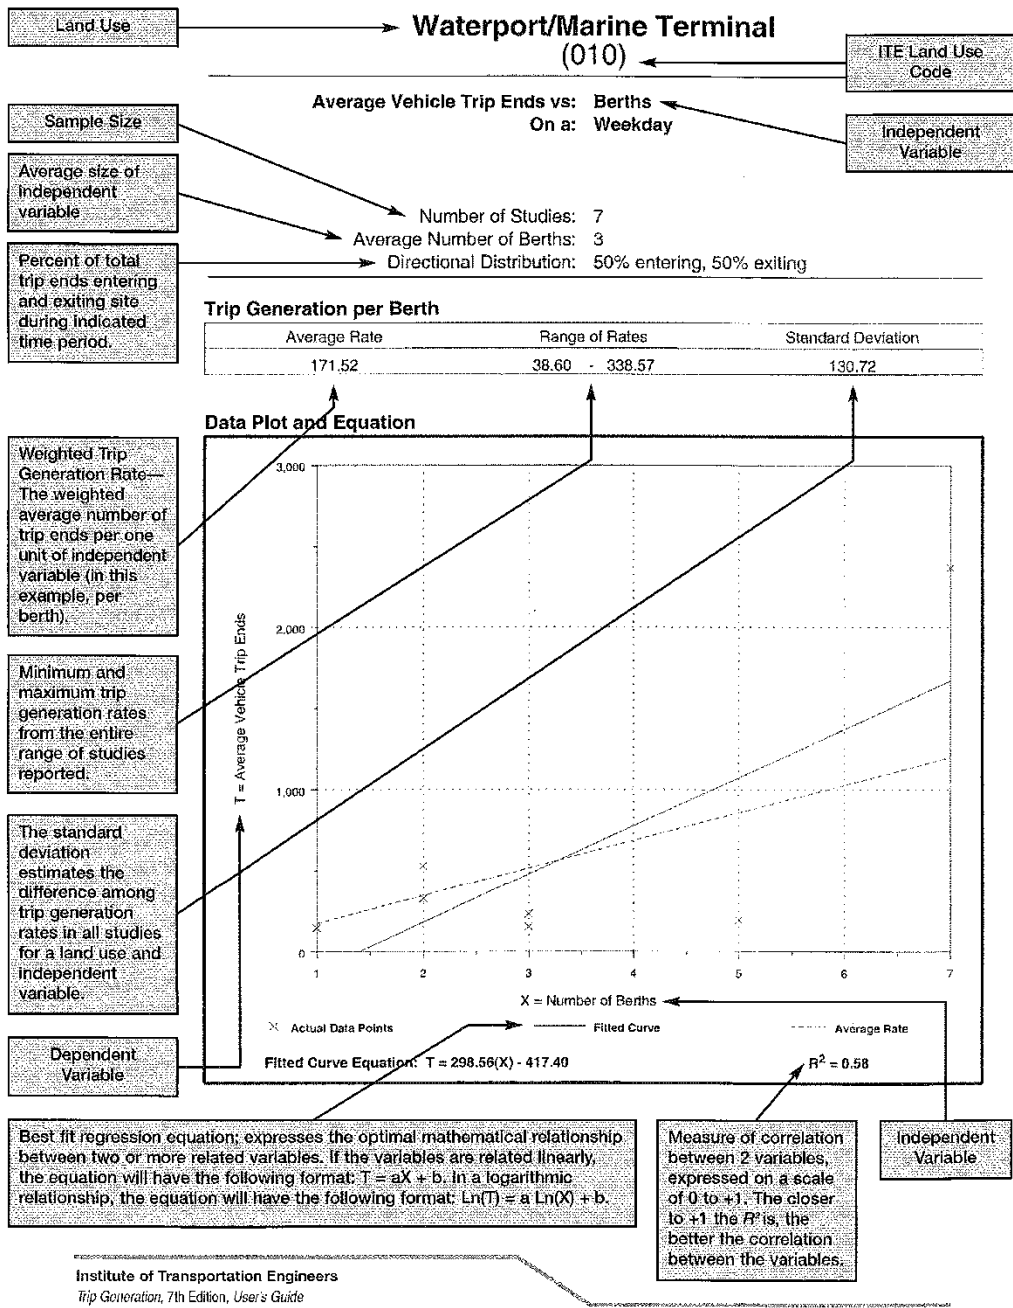 Land Use
Waterport/Marine Terminal
(010)
ITE Land Use
Code
Average Vehicle Trip Ends vs: Berths
On a: Weekday
Independent
Variable
Sample Size
Average size of
independent
variable
Number of Studies: 7
Average Number of Berths: 3
Directional Distribution: 50% entering, 50% exiting
Percent of total
trip ends entering
and exiting site
during indicated
time period.
Trip Generation per Berth
Average Rate Range of Rates Standard Deviation
171.52 38.60 - 338.57 130.72
Data Plot and Equation
Weighted Trip
Generation Rate—
The weighted
average number of
trip ends per one
unit of independent
variable (in this
example, per
berth).
Minimum and
maximum trip
generation rates
from the entire
range of studies
reported.
The standard
deviation
estimates the
difference among
trip generation
rates in all studies
for a land use and
independent
variable.
Dependent
Variable
T = Average Vehicle Trip Ends
3,000
2,000
1,000
0
1 2 3 4 5 6 7
X = Number of Berths
× Actual Data Points Fitted Curve Average Rate
Fitted Curve Equation: T = 298.56(X) - 417.40 R² = 0.58
Best fit regression equation; expresses the optimal mathematical relationship
between two or more related variables. If the variables are related linearly,
the equation will have the following format: T = aX + b. In a logarithmic
relationship, the equation will have the following format: Ln(T) = a Ln(X) + b.
Measure of correlation
between 2 variables,
expressed on a scale
of 0 to +1. The closer
to +1 the R² is, the
better the correlation
between the variables.
Independent
Variable
Institute of Transportation Engineers
Trip Generation, 7th Edition, User's Guide